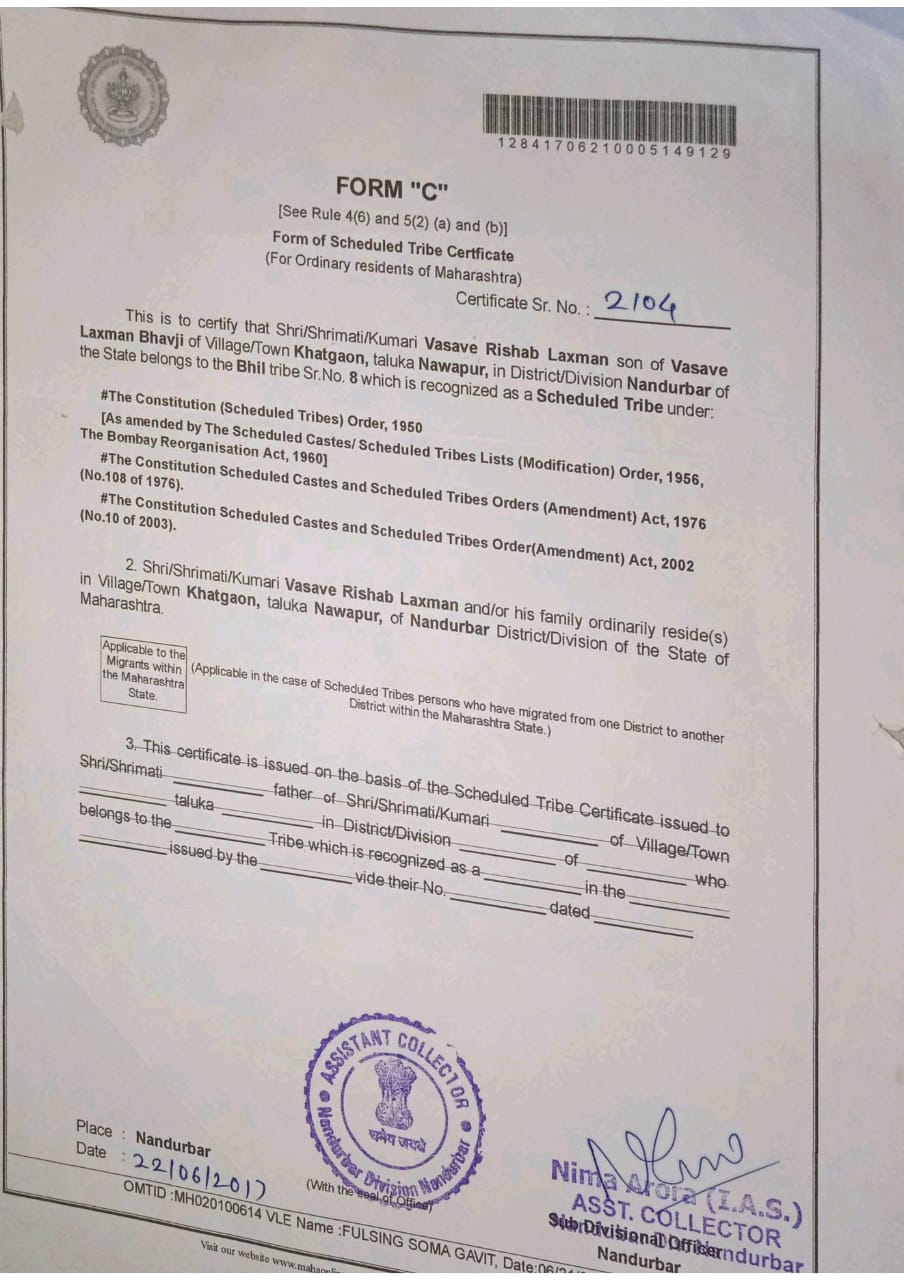 12841706210005149129
FORM "C"
[See Rule 4(6) and 5(2) (a) and (b)]
Form of Scheduled Tribe Certficate
(For Ordinary residents of Maharashtra)
Certificate Sr. No. : 2104
This is to certify that Shri/Shrimati/Kumari Vasave Rishab Laxman son of Vasave
Laxman Bhavji of Village/Town Khatgaon, taluka Nawapur, in District/Division Nandurbar of
the State belongs to the Bhil tribe Sr.No. 8 which is recognized as a Scheduled Tribe under:
#The Constitution (Scheduled Tribes) Order, 1950
[As amended by The Scheduled Castes/ Scheduled Tribes Lists (Modification) Order, 1956,
The Bombay Reorganisation Act, 1960]
#The Constitution Scheduled Castes and Scheduled Tribes Orders (Amendment) Act, 1976
(No.108 of 1976).
#The Constitution Scheduled Castes and Scheduled Tribes Order(Amendment) Act, 2002
(No.10 of 2003).
2. Shri/Shrimati/Kumari Vasave Rishab Laxman and/or his family ordinarily reside(s)
in Village/Town Khatgaon, taluka Nawapur, of Nandurbar District/Division of the State of
Maharashtra.
Applicable to the
Migrants within
the Maharashtra
State.
(Applicable in the case of Scheduled Tribes persons who have migrated from one District to another
District within the Maharashtra State.)
3. This certificate is issued on the basis of the Scheduled Tribe Certificate issued to
Shri/Shrimati ________ father of Shri/Shrimati/Kumari ________ of Village/Town
________ taluka ________ in District/Division ________ of ________ who
belongs to the ________ Tribe which is recognized as a ________ in the ________
________ issued by the ________ vide their No. ________ dated ________
ASSISTANT COLLECTOR
सत्यमेव जयते
Nandurbar Division Nandurbar
Place : Nandurbar
Date : 22/06/2017
(With the seal of Office)
Nima Arora (I.A.S.)
ASST. COLLECTOR
Sub Divisional Officer
Nandurbar
OMTID :MH020100614 VLE Name :FULSING SOMA GAVIT, Date:06/21/
Visit our website www.mahaonli